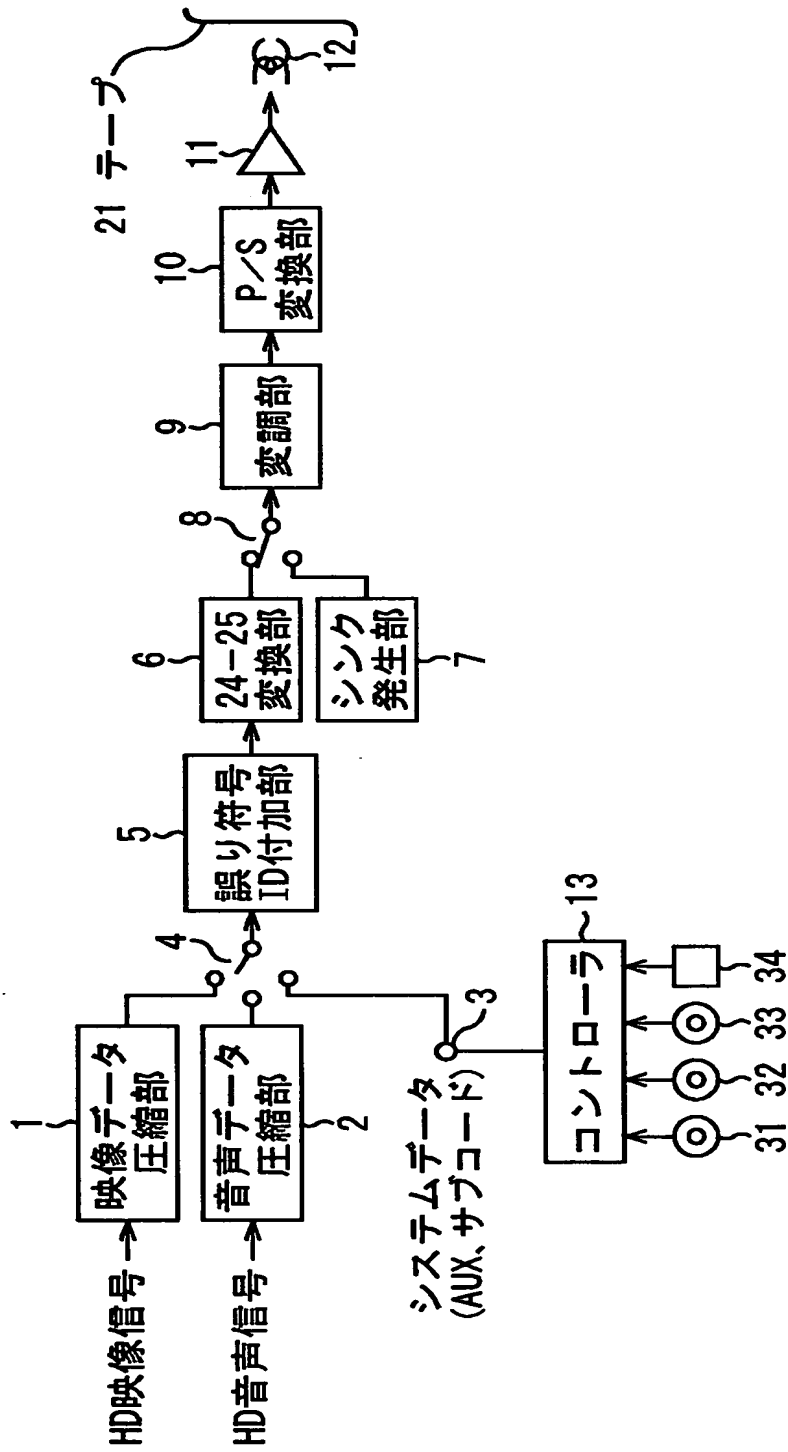 HD映像信号
1
映像データ
圧縮部
HD音声信号
音声データ
圧縮部
2
システムデータ
(AUX、サブコード)
3
4
5
誤り符号
ID付加部
6
24-25
変換部
シンク
発生部
7
8
9
変調部
10
P/S
変換部
11
12
21 テープ
13
コントローラ
31
32
33
34